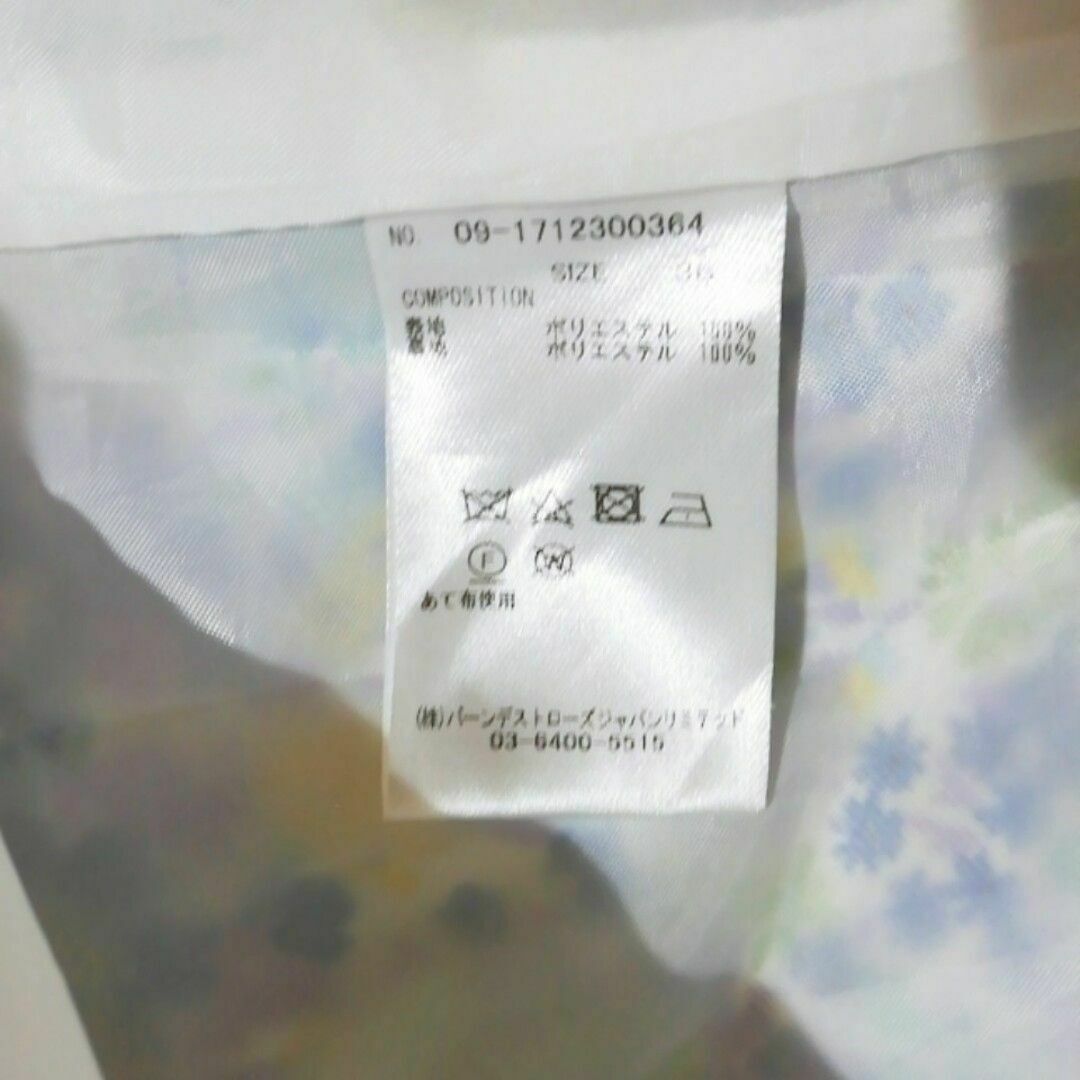 NO. 09-1712300364
SIZE 36
COMPOSITION
表地 ポリエステル 100%
裏地 ポリエステル 100%
F W
あて布使用
(株)バーンデストローズジャパンリミテッド
03-6400-5515